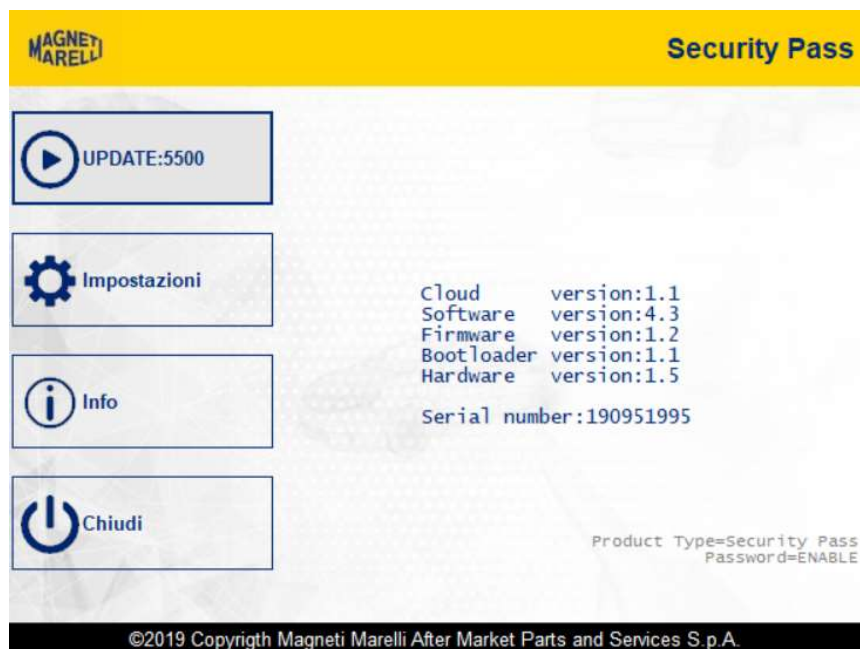 MAGNETI
MARELLI
Security Pass
UPDATE:5500
Impostazioni
Info
Chiudi
Cloud version:1.1
Software version:4.3
Firmware version:1.2
Bootloader version:1.1
Hardware version:1.5
Serial number:190951995
Product Type=Security Pass
Password=ENABLE
©2019 Copyrigth Magneti Marelli After Market Parts and Services S.p.A.